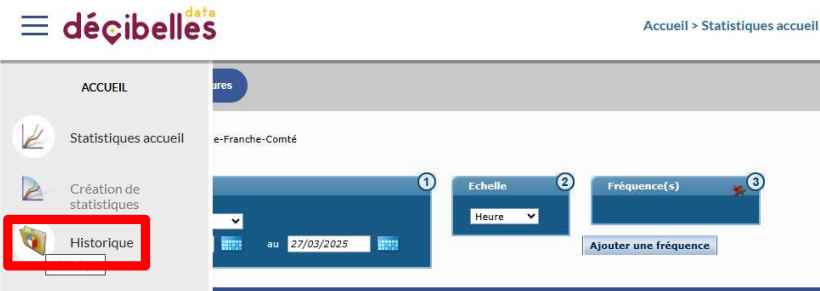 data
décibelles
Accueil > Statistiques accueil
ACCUEIL
ures
Statistiques accueil
e-Franche-Comté
Création de
statistiques
1
Echelle
2
Fréquence(s)
3
Heure
Historique
au
27/03/2025
Ajouter une fréquence